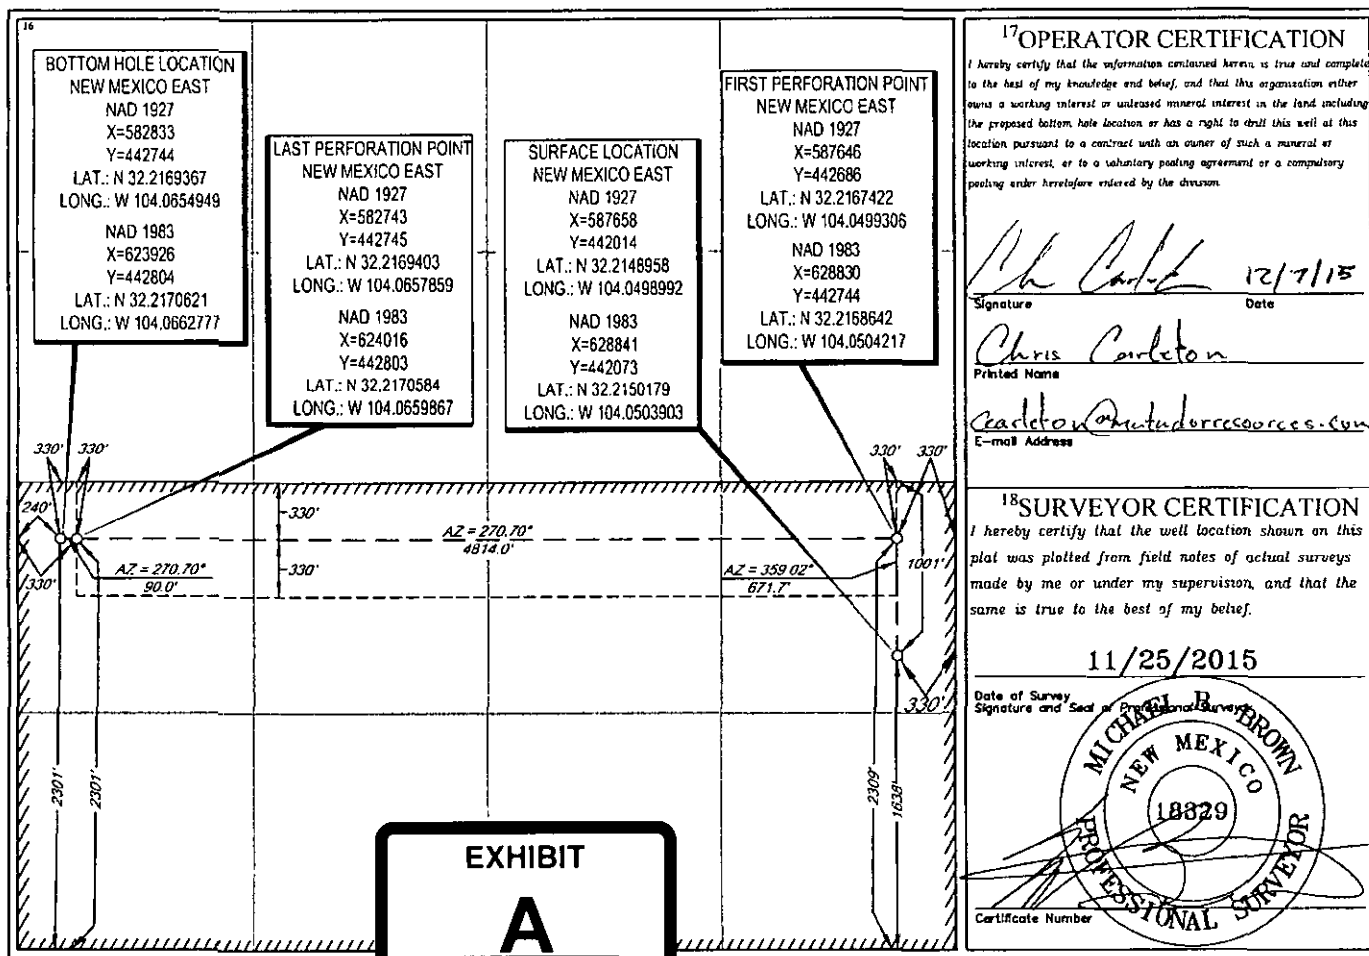 16
BOTTOM HOLE LOCATION
NEW MEXICO EAST
NAD 1927
X=582833
Y=442744
LAT.: N 32.2169367
LONG.: W 104.0654949
NAD 1983
X=623926
Y=442804
LAT.: N 32.2170621
LONG.: W 104.0662777
LAST PERFORATION POINT
NEW MEXICO EAST
NAD 1927
X=582743
Y=442745
LAT.: N 32.2169403
LONG.: W 104.0657859
NAD 1983
X=624016
Y=442803
LAT.: N 32.2170584
LONG.: W 104.0659867
SURFACE LOCATION
NEW MEXICO EAST
NAD 1927
X=587658
Y=442014
LAT.: N 32.2148958
LONG.: W 104.0498992
NAD 1983
X=628841
Y=442073
LAT.: N 32.2150179
LONG.: W 104.0503903
FIRST PERFORATION POINT
NEW MEXICO EAST
NAD 1927
X=587646
Y=442686
LAT.: N 32.2167422
LONG.: W 104.0499306
NAD 1983
X=628830
Y=442744
LAT.: N 32.2168642
LONG.: W 104.0504217
330'
330'
330'
330'
240'
330'
330'
AZ = 270.70°
4814.0'
330'
AZ = 270.70°
90.0'
AZ = 359.02°
671.7'
1001'
330'
2301'
2301'
2309'
1638'
EXHIBIT
A
17 OPERATOR CERTIFICATION
I hereby certify that the information contained herein is true and complete
to the best of my knowledge and belief, and that this organization either
owns a working interest or unleased mineral interest in the land including
the proposed bottom hole location or has a right to drill this well at this
location pursuant to a contract with an owner of such a mineral or
working interest, or to a voluntary pooling agreement or a compulsory
pooling order heretofore entered by the division.
12/7/15
Signature Date
Chris Carleton
Printed Name
ccarleton@matadorresources.com
E-mail Address
18 SURVEYOR CERTIFICATION
I hereby certify that the well location shown on this
plat was plotted from field notes of actual surveys
made by me or under my supervision, and that the
same is true to the best of my belief.
11/25/2015
Date of Survey
Signature and Seal of Professional Surveyor
MICHAEL B. BROWN
NEW MEXICO
18329
PROFESSIONAL SURVEYOR
Certificate Number